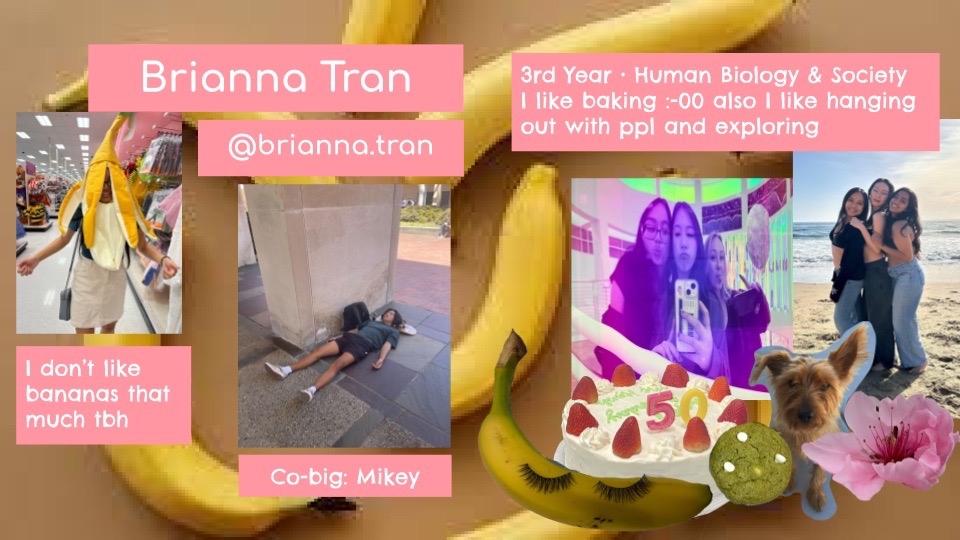 Brianna Tran
@brianna.tran
3rd Year · Human Biology & Society
I like baking :-00 also I like hanging
out with ppl and exploring
I don't like
bananas that
much tbh
Co-big: Mikey
50